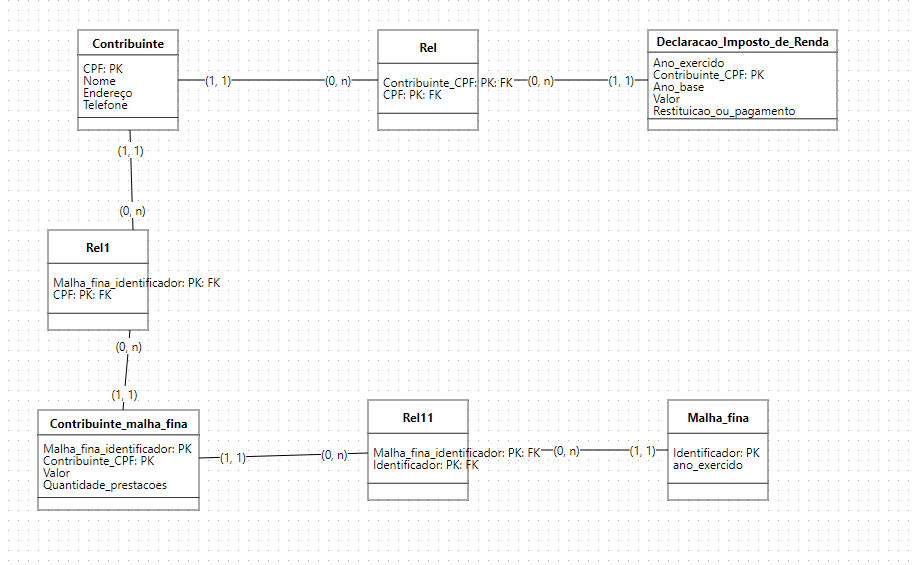 Contribuinte
CPF: PK
Nome
Endereço
Telefone
(1, 1)
(0, n)
Rel
Contribuinte_CPF: PK: FK
CPF: PK: FK
(0, n)
(1, 1)
Declaracao_Imposto_de_Renda
Ano_exercido
Contribuinte_CPF: PK
Ano_base
Valor
Restituicao_ou_pagamento
(1, 1)
(0, n)
Rel1
Malha_fina_identificador: PK: FK
CPF: PK: FK
(0, n)
(1, 1)
Contribuinte_malha_fina
Malha_fina_identificador: PK
Contribuinte_CPF: PK
Valor
Quantidade_prestacoes
(1, 1)
(0, n)
Rel11
Malha_fina_identificador: PK: FK
Identificador: PK: FK
(0, n)
(1, 1)
Malha_fina
Identificador: PK
ano_exercido